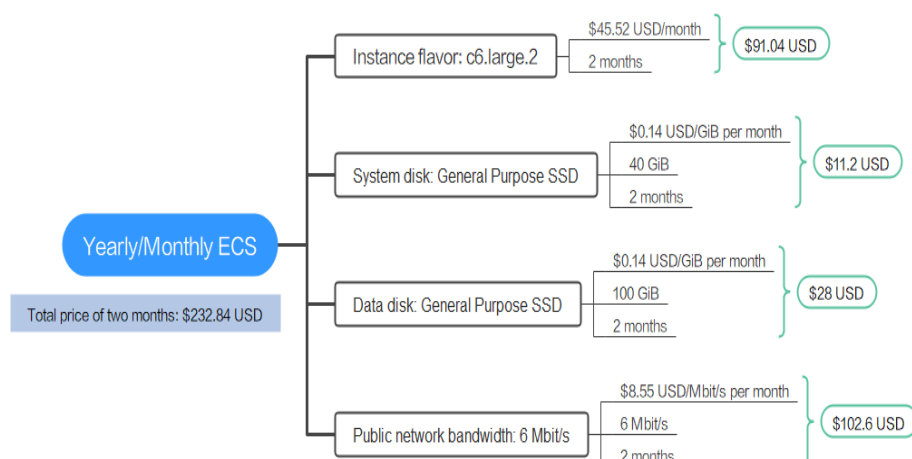 Yearly/Monthly ECS
Total price of two months: $232.84 USD
Instance flavor: c6.large.2
$45.52 USD/month
2 months
$91.04 USD
System disk: General Purpose SSD
$0.14 USD/GiB per month
40 GiB
2 months
$11.2 USD
Data disk: General Purpose SSD
$0.14 USD/GiB per month
100 GiB
2 months
$28 USD
Public network bandwidth: 6 Mbit/s
$8.55 USD/Mbit/s per month
6 Mbit/s
2 months
$102.6 USD